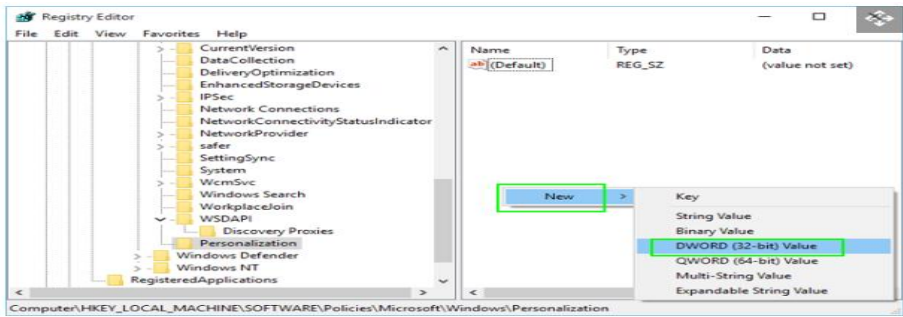 Registry Editor
File Edit View Favorites Help
CurrentVersion
DataCollection
DeliveryOptimization
EnhancedStorageDevices
IPSec
Network Connections
NetworkConnectivityStatusIndicator
NetworkProvider
safer
SettingSync
System
WcmSvc
Windows Search
WorkplaceJoin
WSDAPI
Discovery Proxies
Personalization
Windows Defender
Windows NT
RegisteredApplications
Name Type Data
ab (Default) REG_SZ (value not set)
New
Key
String Value
Binary Value
DWORD (32-bit) Value
QWORD (64-bit) Value
Multi-String Value
Expandable String Value
Computer\HKEY_LOCAL_MACHINE\SOFTWARE\Policies\Microsoft\Windows\Personalization